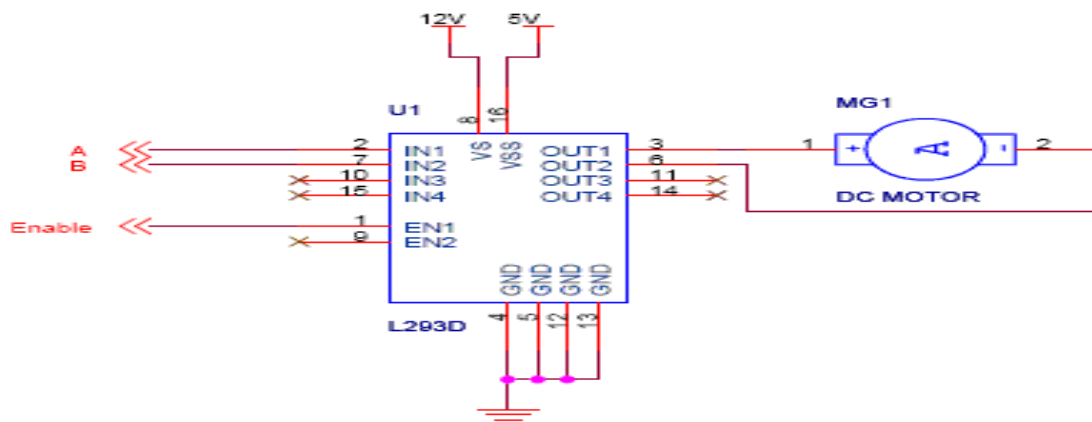 12V 5V
U1 MG1
8 16
A 2 IN1 VS VSS OUT1 3 1 + A - 2
B 7 IN2 OUT2 6
10 IN3 OUT3 11
15 IN4 OUT4 14 DC MOTOR
Enable 1 EN1
9 EN2
GND GND GND GND
L293D 4 5 12 13